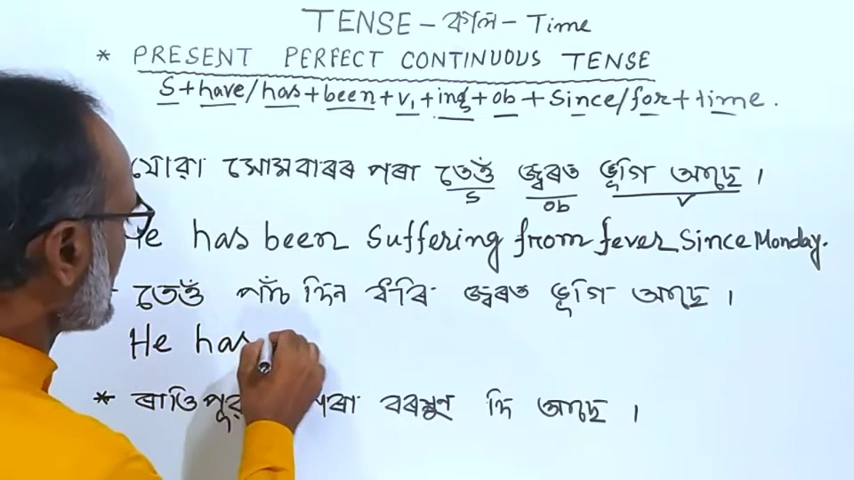 TENSE - কাল - Time
* PRESENT PERFECT CONTINUOUS TENSE
S + have/has + been + v₁ + ing + ob + Since/for + time.
যোৱা সোমবাৰৰ পৰা তেওঁ জ্বৰত ভূগি আছে।
S ob v
He has been Suffering from fever Since Monday.
তেওঁ পাঁচ দিন ধৰি জ্বৰত ভূগি আছে।
He has
* ৰাতিপুৱ পৰা বৰষুণ দি আছে।